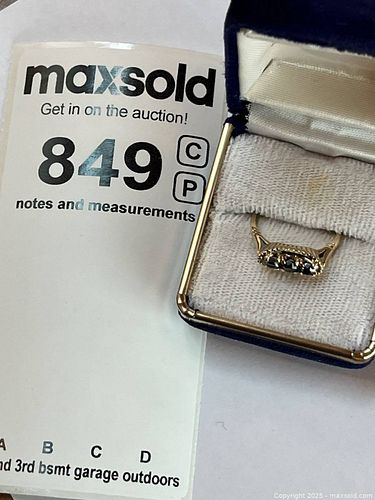 maxsold
Get in on the auction!
849 C
P
notes and measurements
A B C D
nd 3rd bsmt garage outdoors
Copyright 2025 - maxsold.com